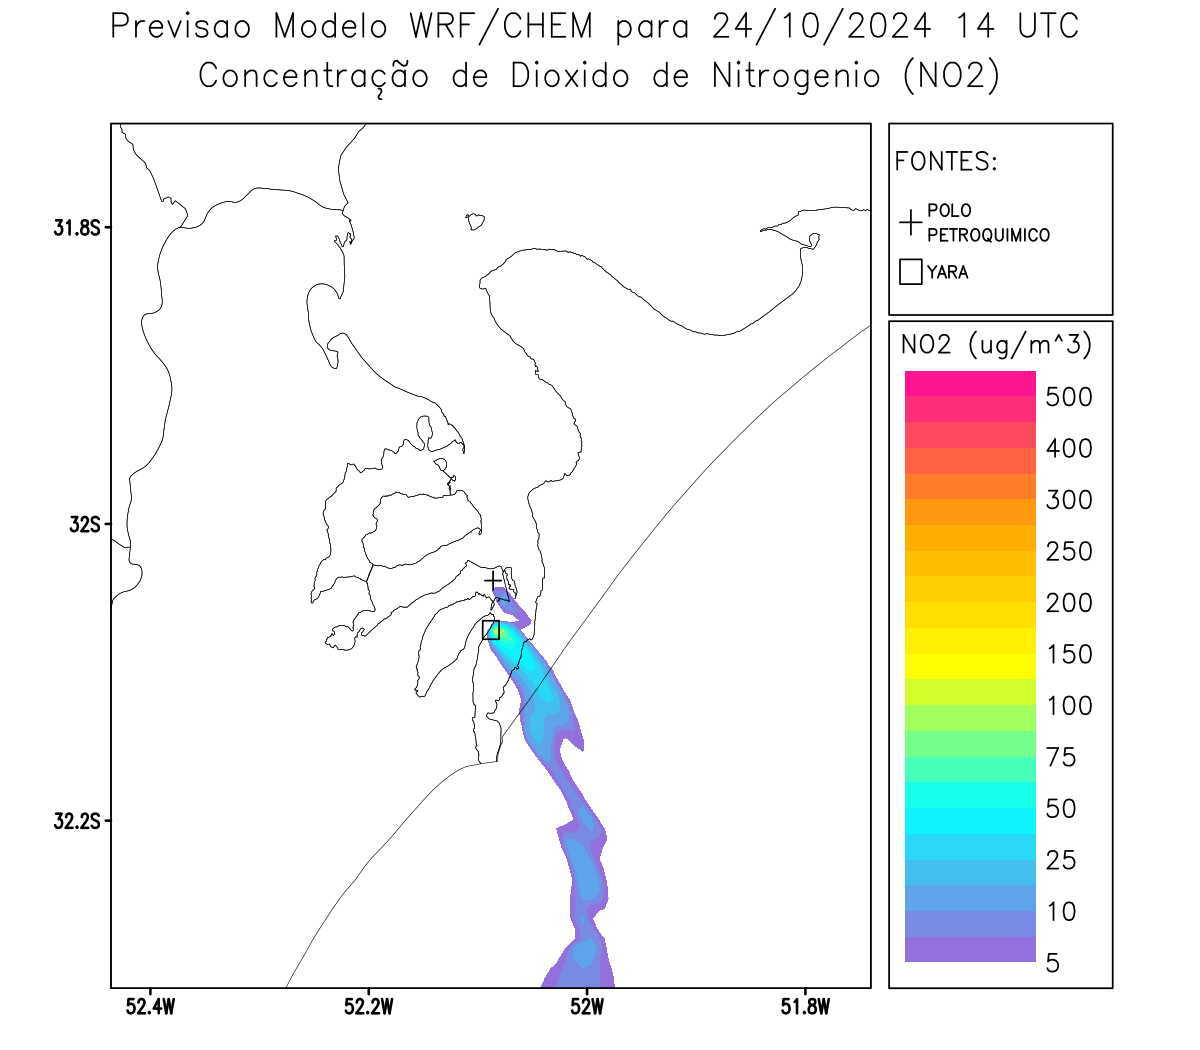 Previsao Modelo WRF/CHEM para 24/10/2024 14 UTC
Concentração de Dioxido de Nitrogenio (NO2)
FONTES:
POLO
PETROQUIMICO
YARA
NO2 (ug/m^3)
500
400
300
250
200
150
100
75
50
25
10
5
31.8S
32S
32.2S
52.4W
52.2W
52W
51.8W